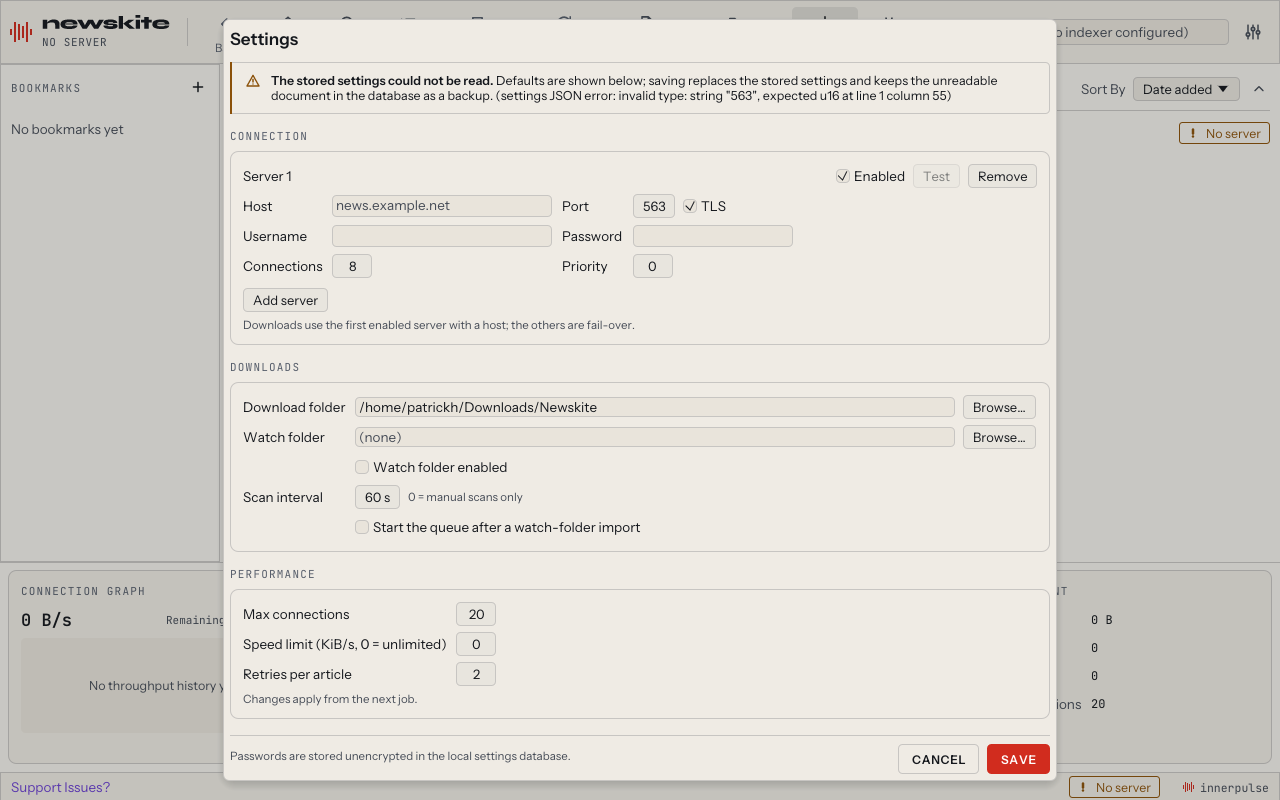 newskite
NO SERVER
o indexer configured)
Settings
The stored settings could not be read. Defaults are shown below; saving replaces the stored settings and keeps the unreadable
document in the database as a backup. (settings JSON error: invalid type: string "563", expected u16 at line 1 column 55)
BOOKMARKS +
No bookmarks yet
Sort By Date added
! No server
CONNECTION
Server 1 Enabled Test Remove
Host news.example.net Port 563 TLS
Username Password
Connections 8 Priority 0
Add server
Downloads use the first enabled server with a host; the others are fail-over.
DOWNLOADS
Download folder /home/patrickh/Downloads/Newskite Browse...
Watch folder (none) Browse...
Watch folder enabled
Scan interval 60 s 0 = manual scans only
Start the queue after a watch-folder import
PERFORMANCE
Max connections 20
Speed limit (KiB/s, 0 = unlimited) 0
Retries per article 2
Changes apply from the next job.
Passwords are stored unencrypted in the local settings database.
CANCEL SAVE
CONNECTION GRAPH
0 B/s Remaining
No throughput history y
NT
0 B
0
0
ions 20
Support Issues?
! No server innerpulse